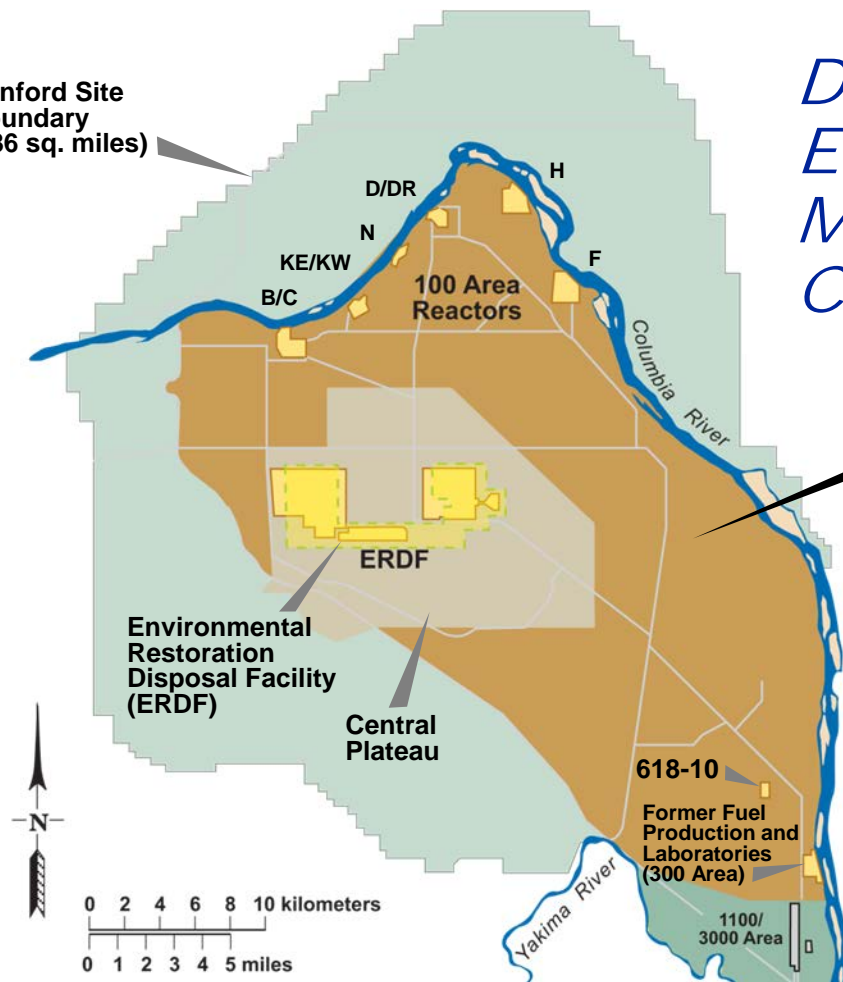 nford Site
undary
36 sq. miles)
D
E
M
C
H
D/DR
N
F
KE/KW
B/C
100 Area
Reactors
Columbia River
ERDF
Environmental
Restoration
Disposal Facility
(ERDF)
Central
Plateau
618-10
Former Fuel
Production and
Laboratories
(300 Area)
N
0 2 4 6 8 10 kilometers
0 1 2 3 4 5 miles
Yakima River
1100/
3000 Area